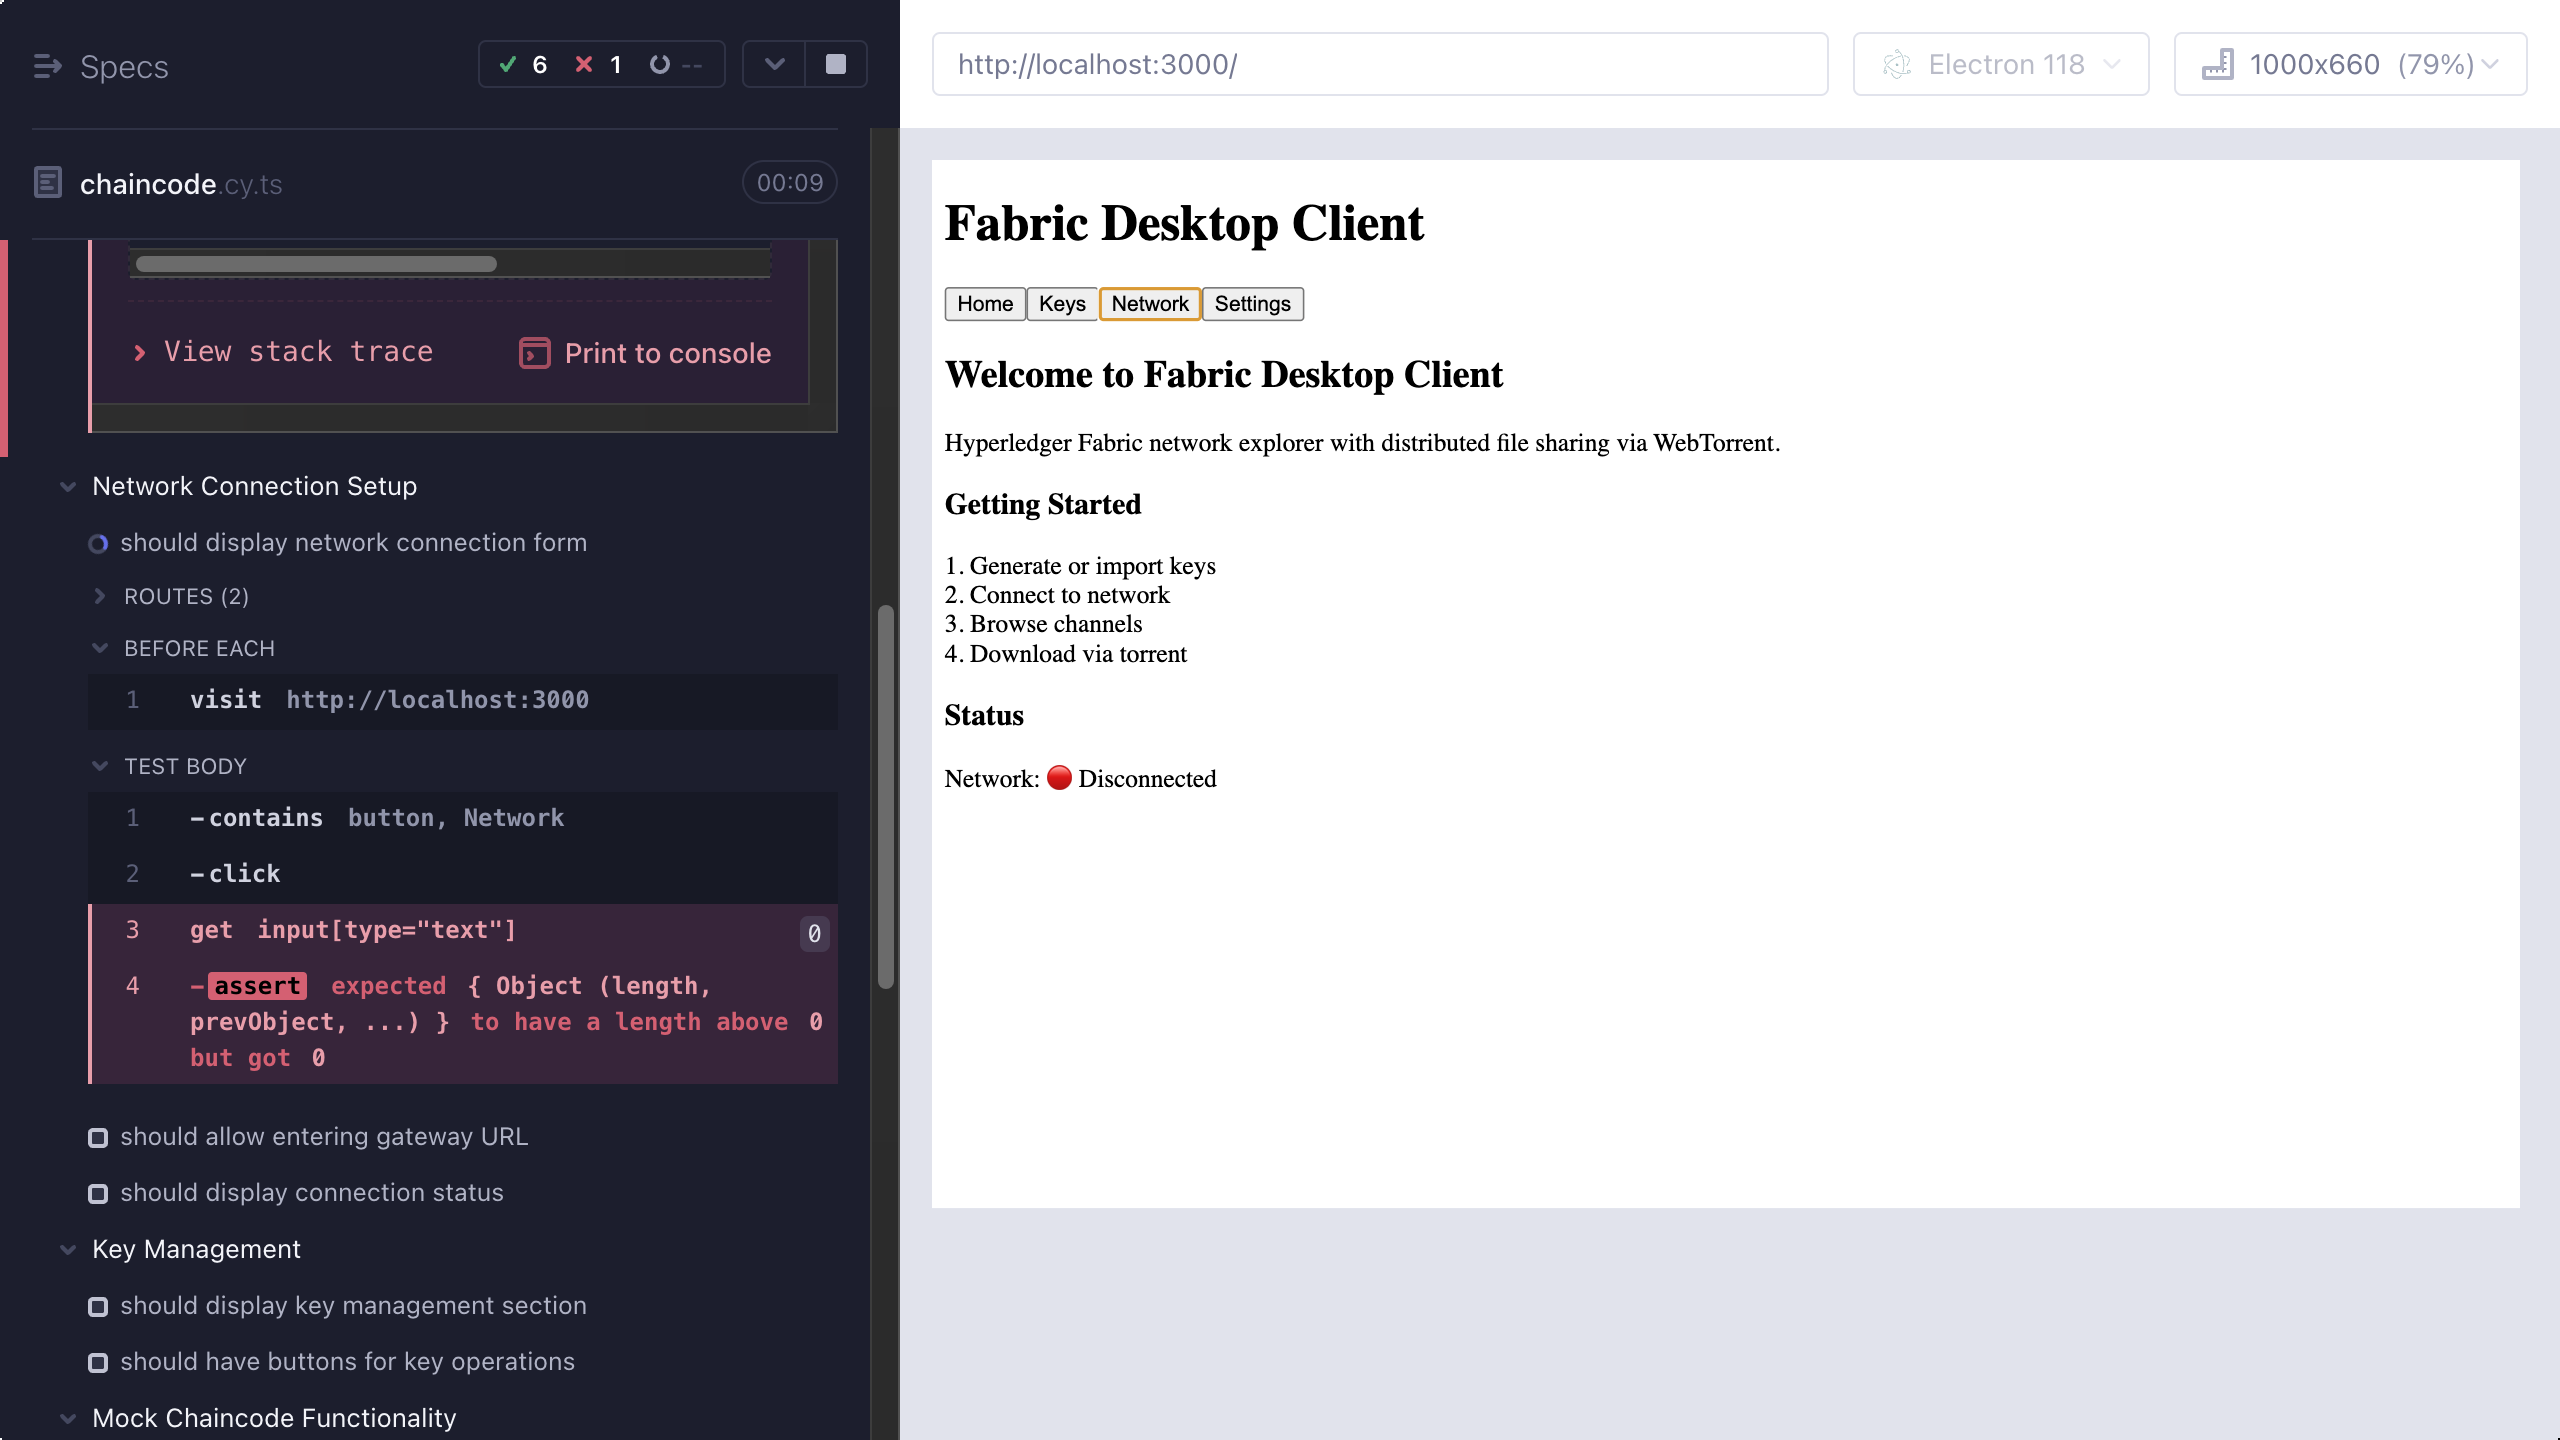 Specs
6 1 --
chaincode.cy.ts
00:09
View stack trace
Print to console
Network Connection Setup
should display network connection form
ROUTES (2)
BEFORE EACH
1 visit http://localhost:3000
TEST BODY
1 -contains button, Network
2 -click
3 get input[type="text"] 0
4 -assert expected { Object (length,
prevObject, ...) } to have a length above 0
but got 0
should allow entering gateway URL
should display connection status
Key Management
should display key management section
should have buttons for key operations
Mock Chaincode Functionality
http://localhost:3000/
Electron 118
1000x660 (79%)
Fabric Desktop Client
Home Keys Network Settings
Welcome to Fabric Desktop Client
Hyperledger Fabric network explorer with distributed file sharing via WebTorrent.
Getting Started
1. Generate or import keys
2. Connect to network
3. Browse channels
4. Download via torrent
Status
Network: 🔴 Disconnected